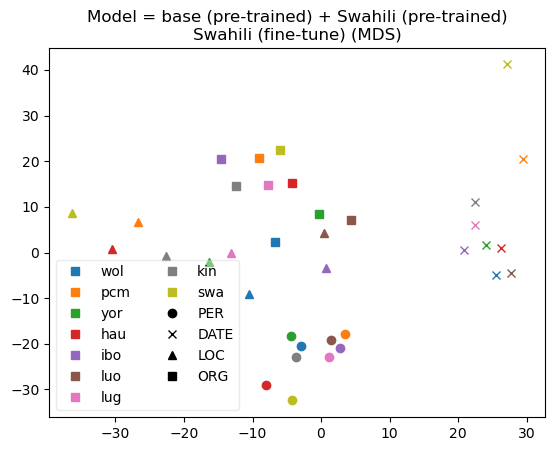 Model = base (pre-trained) + Swahili (pre-trained)
Swahili (fine-tune) (MDS)
40
30
20
10
0
−10
−20
−30
−30
−20
−10
0
10
20
30
wol
pcm
yor
hau
ibo
luo
lug
kin
swa
PER
DATE
LOC
ORG